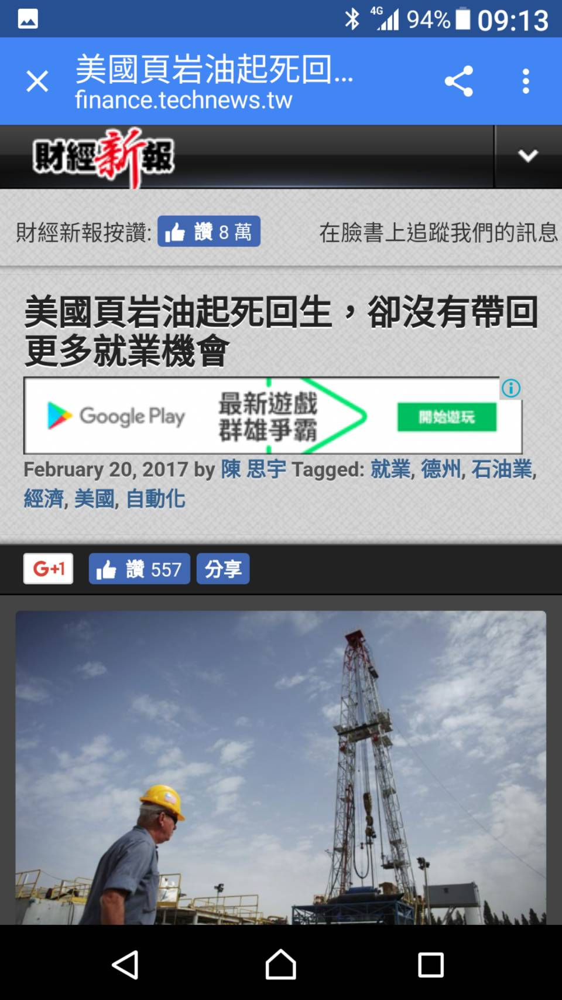 4G 94% 09:13
美國頁岩油起死回...
finance.technews.tw
財經新報
財經新報按讚: 讚 8 萬 在臉書上追蹤我們的訊息
美國頁岩油起死回生，卻沒有帶回
更多就業機會
Google Play
最新遊戲
群雄爭霸
開始遊玩
February 20, 2017 by 陳 思宇 Tagged: 就業, 德州, 石油業,
經濟, 美國, 自動化
G+1 讚 557 分享